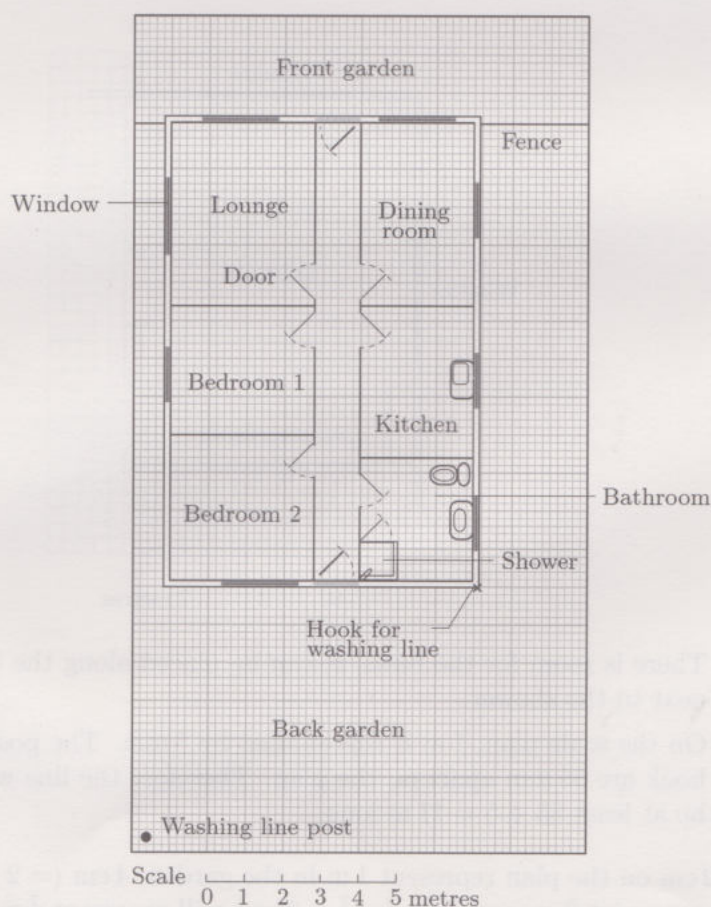 Front garden
Fence
Window
Lounge
Dining
room
Door
Bedroom 1
Kitchen
Bedroom 2
Bathroom
Shower
Hook for
washing line
Back garden
Washing line post
Scale
0 1 2 3 4 5 metres